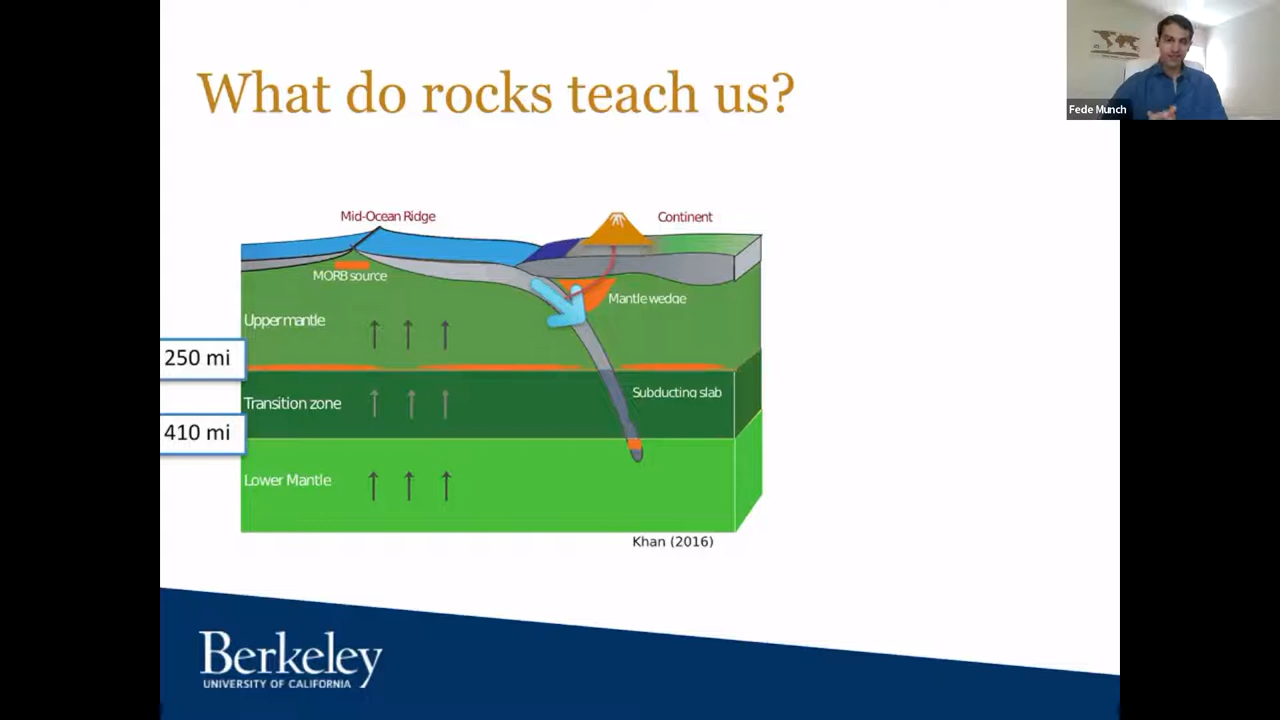 What do rocks teach us?
Fede Munch
Mid-Ocean Ridge
Continent
MORB source
Mantle wedge
Upper mantle
250 mi
Subducting slab
Transition zone
410 mi
Lower Mantle
Khan (2016)
Berkeley
UNIVERSITY OF CALIFORNIA